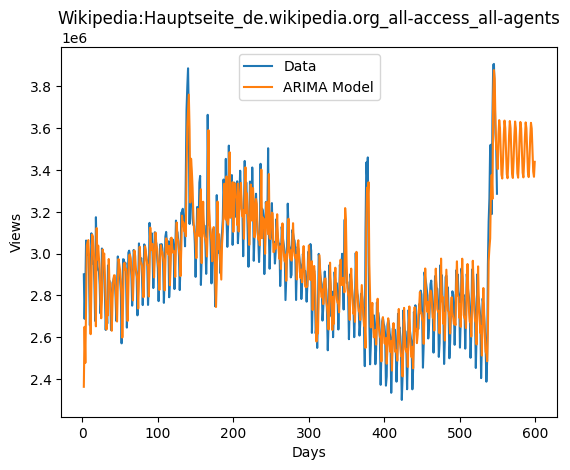 Wikipedia:Hauptseite_de.wikipedia.org_all-access_all-agents
1e6
Data
ARIMA Model
3.8
3.6
3.4
3.2
3.0
2.8
2.6
2.4
Views
0 100 200 300 400 500 600
Days